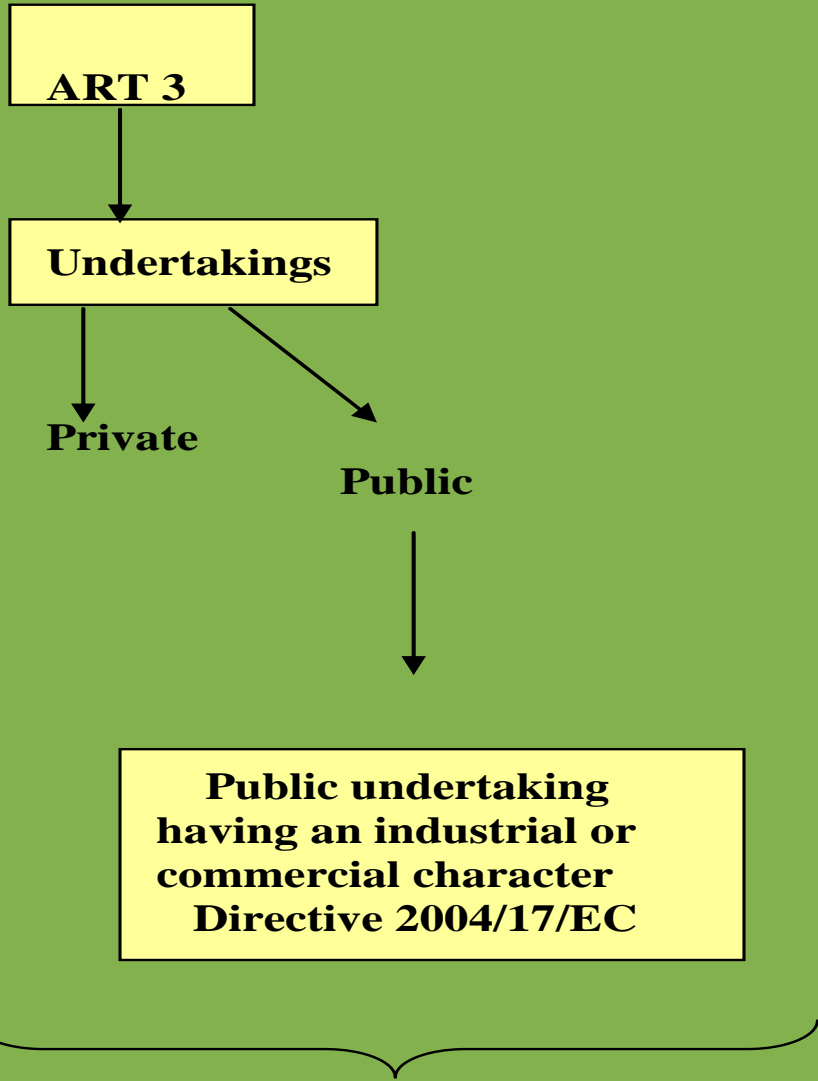 ART 3
Undertakings
Private
Public
Public undertaking
having an industrial or
commercial character
Directive 2004/17/EC